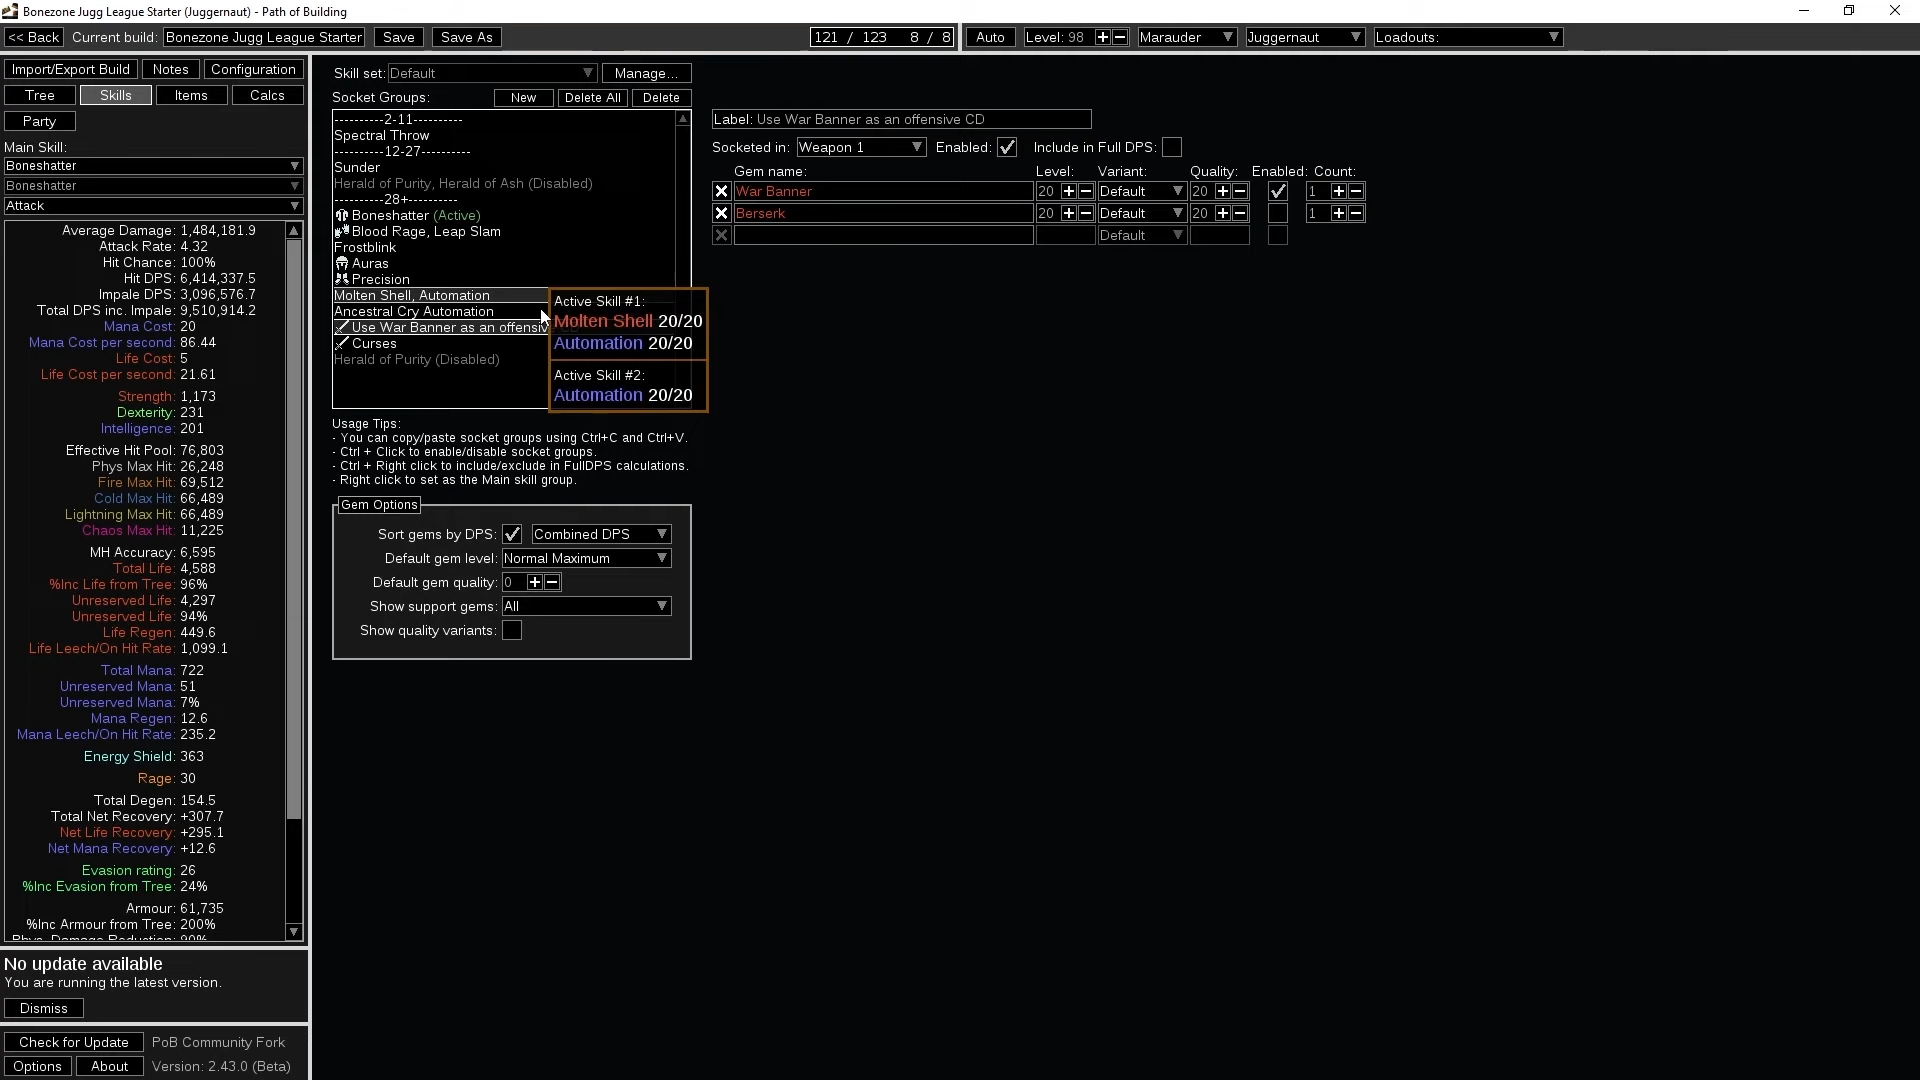 Bonezone Jugg League Starter (Juggernaut) - Path of Building
<< Back Current build: Bonezone Jugg League Starter Save Save As 121 / 123 8 / 8 Auto Level: 98 Marauder Juggernaut Loadouts:
Import/Export Build Notes Configuration
Tree Skills Items Calcs
Party
Main Skill:
Boneshatter
Boneshatter
Attack
Average Damage: 1,484,181.9
Attack Rate: 4.32
Hit Chance: 100%
Hit DPS: 6,414,337.5
Impale DPS: 3,096,576.7
Total DPS inc. Impale: 9,510,914.2
Mana Cost: 20
Mana Cost per second: 86.44
Life Cost: 5
Life Cost per second: 21.61
Strength: 1,173
Dexterity: 231
Intelligence: 201
Effective Hit Pool: 76,803
Phys Max Hit: 26,248
Fire Max Hit: 69,512
Cold Max Hit: 66,489
Lightning Max Hit: 66,489
Chaos Max Hit: 11,225
MH Accuracy: 6,595
Total Life: 4,588
%Inc Life from Tree: 96%
Unreserved Life: 4,297
Unreserved Life: 94%
Life Regen: 449.6
Life Leech/On Hit Rate: 1,099.1
Total Mana: 722
Unreserved Mana: 51
Unreserved Mana: 7%
Mana Regen: 12.6
Mana Leech/On Hit Rate: 235.2
Energy Shield: 363
Rage: 30
Total Degen: 154.5
Total Net Recovery: +307.7
Net Life Recovery: +295.1
Net Mana Recovery: +12.6
Evasion rating: 26
%Inc Evasion from Tree: 24%
Armour: 61,735
%Inc Armour from Tree: 200%
Phys. Damage Reduction: 90%
No update available
You are running the latest version.
Dismiss
Check for Update PoB Community Fork
Options About Version: 2.43.0 (Beta)
Skill set: Default Manage...
Socket Groups: New Delete All Delete
----------2-11----------
Spectral Throw
----------12-27----------
Sunder
Herald of Purity, Herald of Ash (Disabled)
----------28+----------
Boneshatter (Active)
Blood Rage, Leap Slam
Frostblink
Auras
Precision
Molten Shell, Automation
Ancestral Cry Automation
Use War Banner as an offensiv
Curses
Herald of Purity (Disabled)
Active Skill #1:
Molten Shell 20/20
Automation 20/20
Active Skill #2:
Automation 20/20
Usage Tips:
- You can copy/paste socket groups using Ctrl+C and Ctrl+V.
- Ctrl + Click to enable/disable socket groups.
- Ctrl + Right click to include/exclude in FullDPS calculations.
- Right click to set as the Main skill group.
Gem Options
Sort gems by DPS: Combined DPS
Default gem level: Normal Maximum
Default gem quality: 0
Show support gems: All
Show quality variants:
Label: Use War Banner as an offensive CD
Socketed in: Weapon 1 Enabled: Include in Full DPS:
Gem name: Level: Variant: Quality: Enabled: Count:
War Banner 20 Default 20 1
Berserk 20 Default 20 1
Default